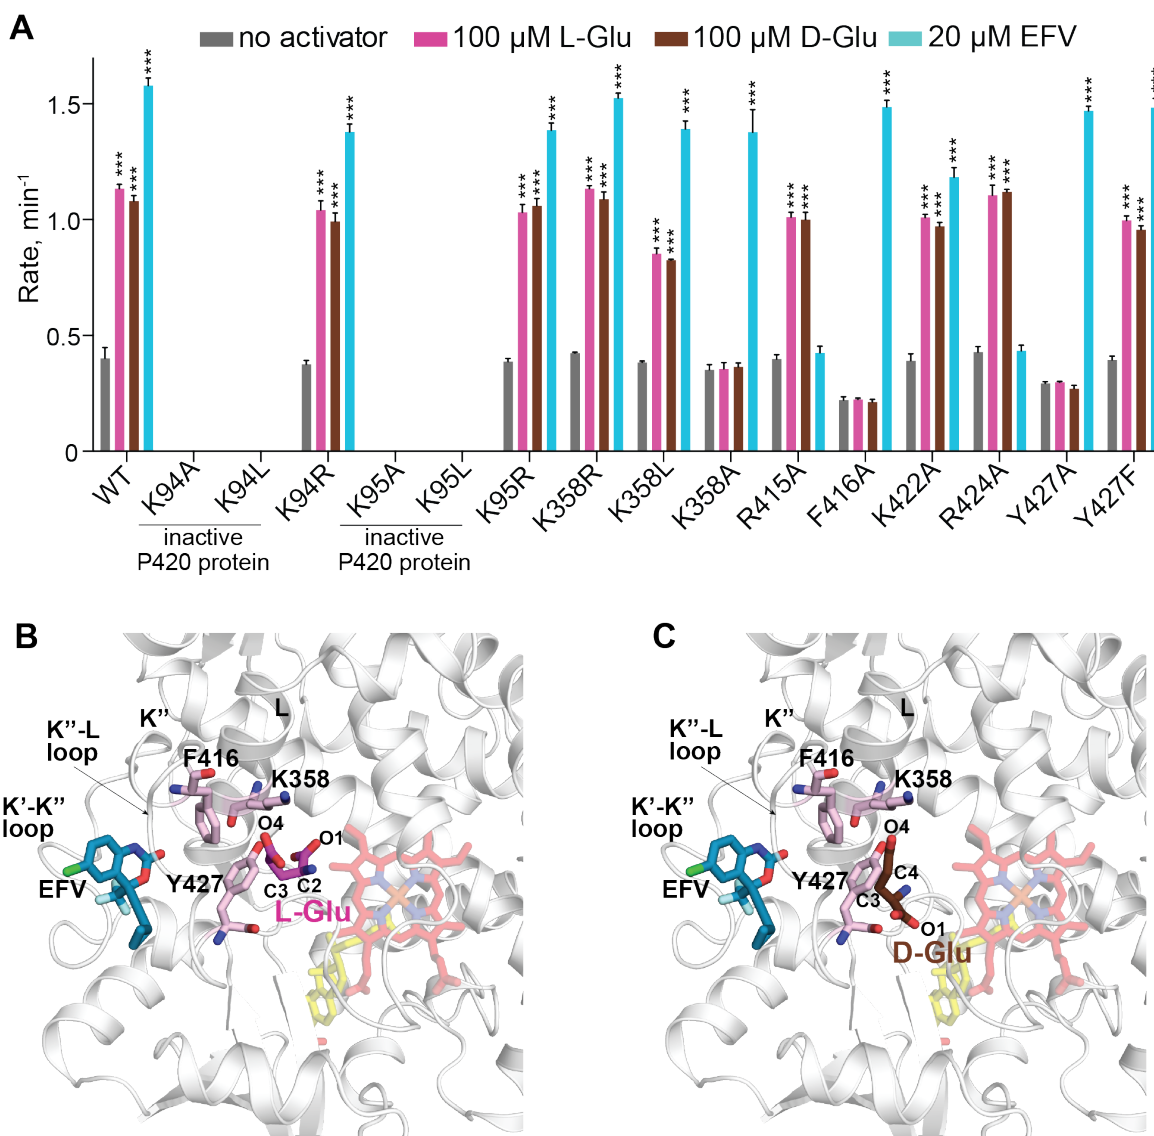 A
no activator 100 μM L-Glu 100 μM D-Glu 20 μM EFV
Rate, min-1
1.5
1.0
0.5
0
*** *** ***
*** *** ***
*** *** ***
*** *** ***
*** *** ***
***
*** ***
***
*** *** ***
*** ***
***
*** *** ***
WT K94A K94L K94R K95A K95L K95R K358R K358L K358A R415A F416A K422A R424A Y427A Y427F
inactive
P420 protein
inactive
P420 protein
B
K”
L
K”-L
loop
F416
K358
K’-K”
loop
O4
O1
EFV
Y427
C3
C2
L-Glu
C
K”
L
K”-L
loop
F416
K358
K’-K”
loop
O4
EFV
Y427
C4
C3
O1
D-Glu